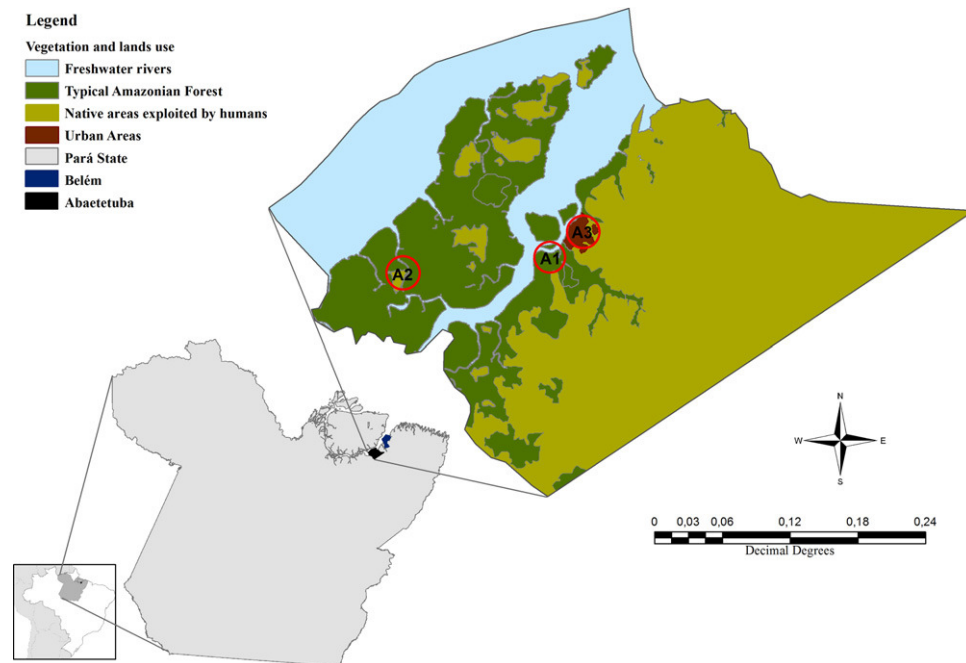 Legend
Vegetation and lands use
Freshwater rivers
Typical Amazonian Forest
Native areas exploited by humans
Urban Areas
Pará State
Belém
Abaetetuba
A3
A1
A2
N
W
E
S
0 0,03 0,06 0,12 0,18 0,24
Decimal Degrees